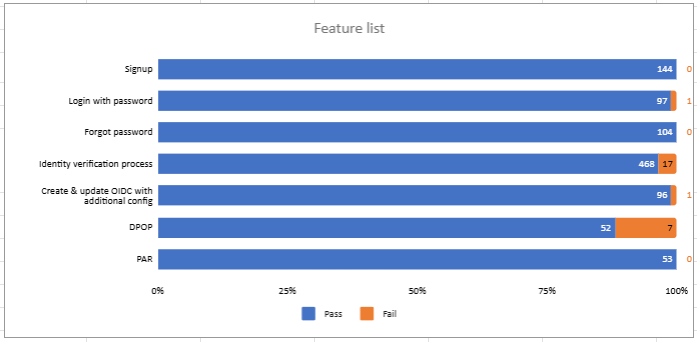 Feature list
Signup 144 0
Login with password 97 1
Forgot password 104 0
Identity verification process 468 17
Create & update OIDC with
additional config 96 1
DPOP 52 7
PAR 53 0
0% 25% 50% 75% 100%
Pass Fail